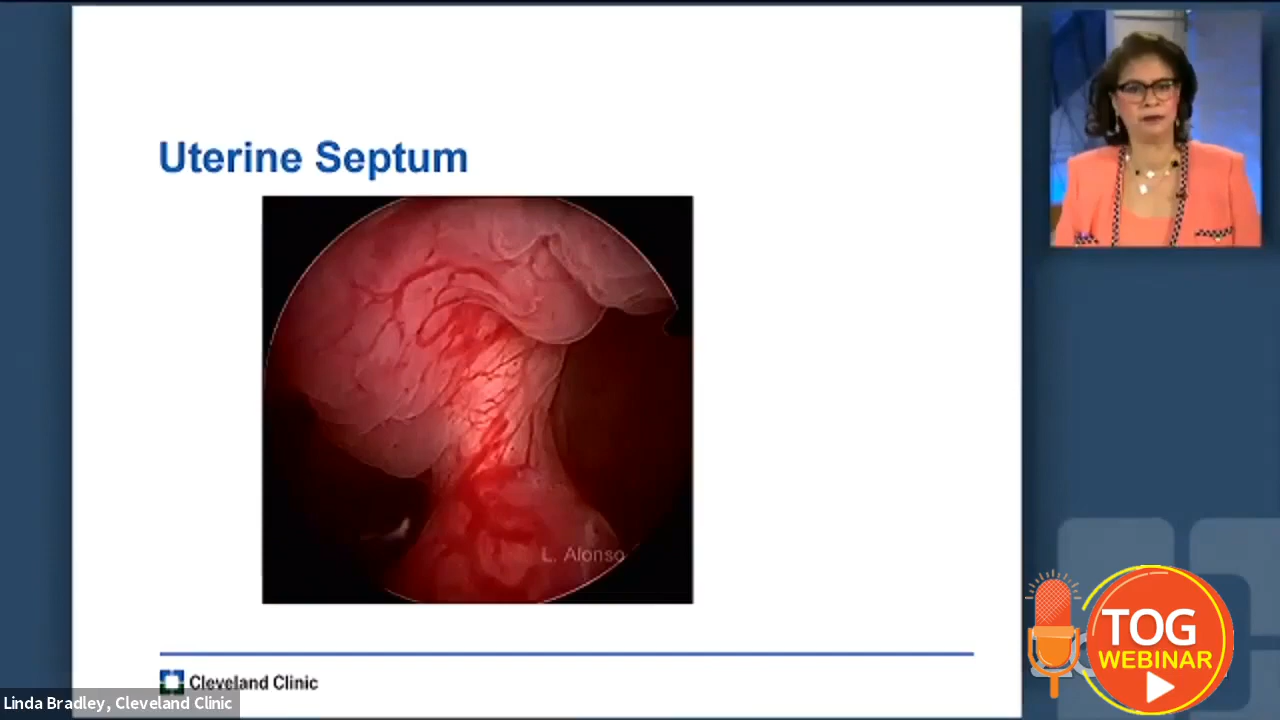 Uterine Septum
L. Alonso
Cleveland Clinic
Linda Bradley, Cleveland Clinic
TOG
WEBINAR